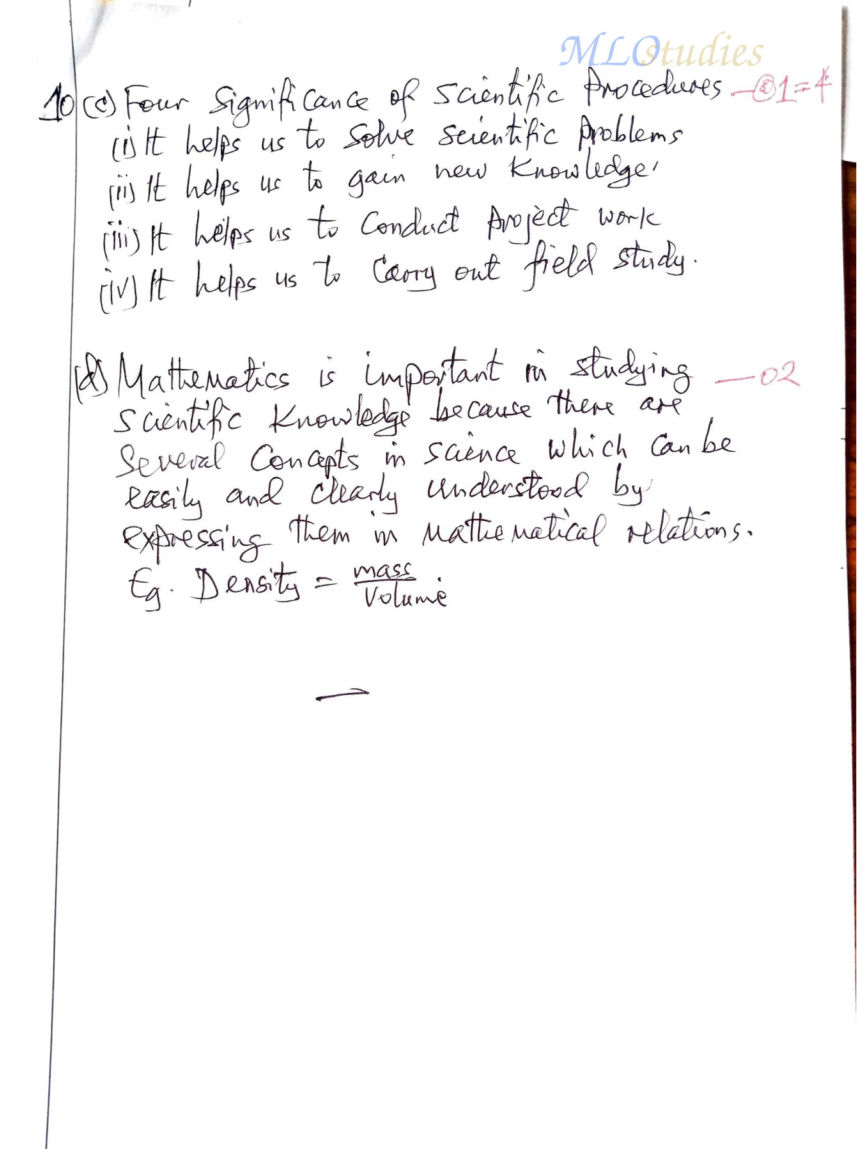 MLOstudies
10 (c) Four Significance of Scientific Procedures —@1=4
(i) It helps us to Solve scientific problems
(ii) It helps us to gain new Knowledge.
(iii) It helps us to Conduct project work
(iv) It helps us to Carry out field study.
(d) Mathematics is important in studying —02
Scientific Knowledge because there are
Several Concepts in science which Can be
easily and clearly understood by
expressing them in mathematical relations.
Eg. Density = mass
Volume